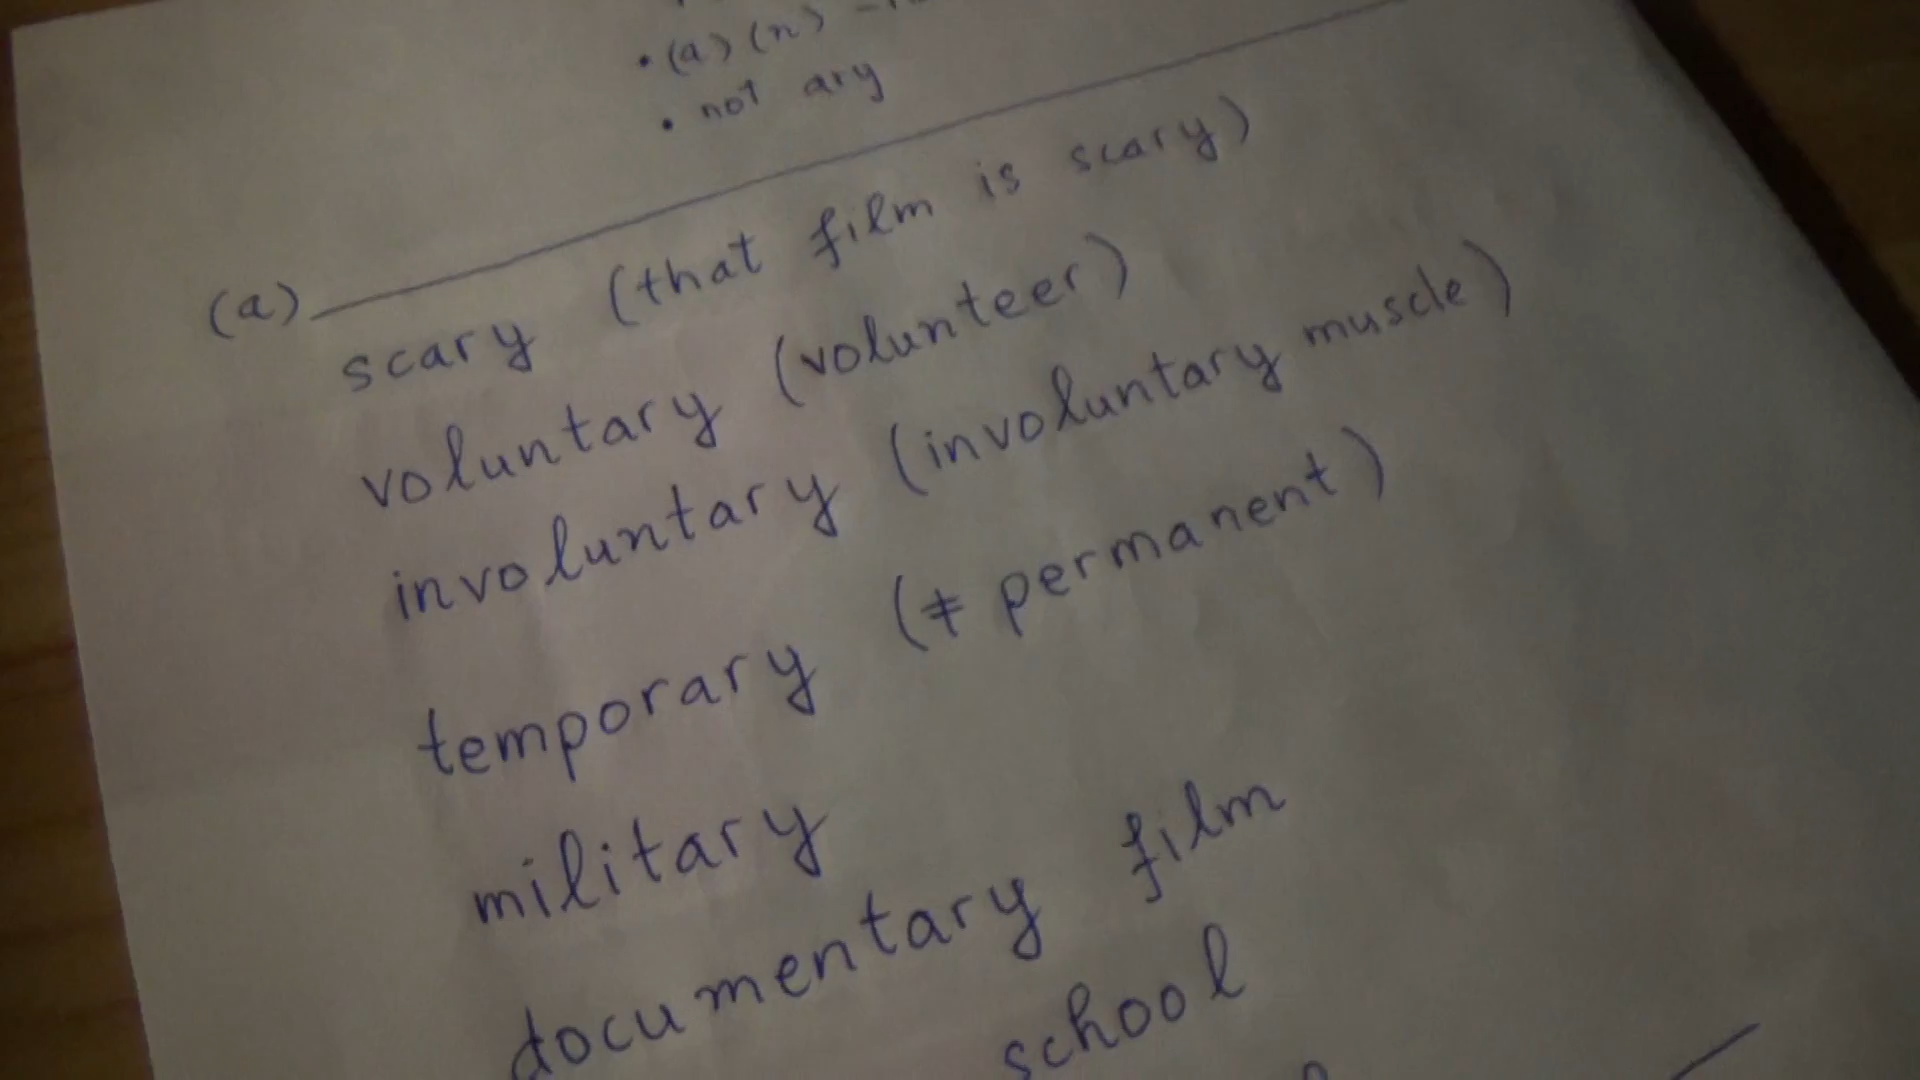 • (a) (n)
• not ary
(a)
scary (that film is scary)
voluntary (volunteer)
involuntary (involuntary muscle)
temporary (≠ permanent)
military
documentary film
school